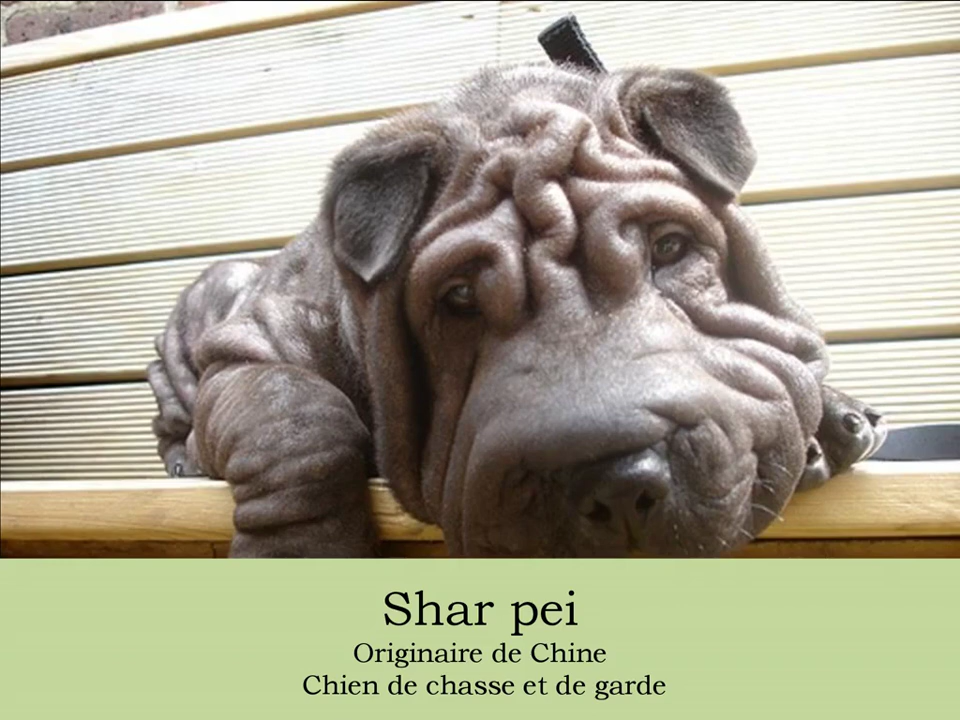 Shar pei
Originaire de Chine
Chien de chasse et de garde